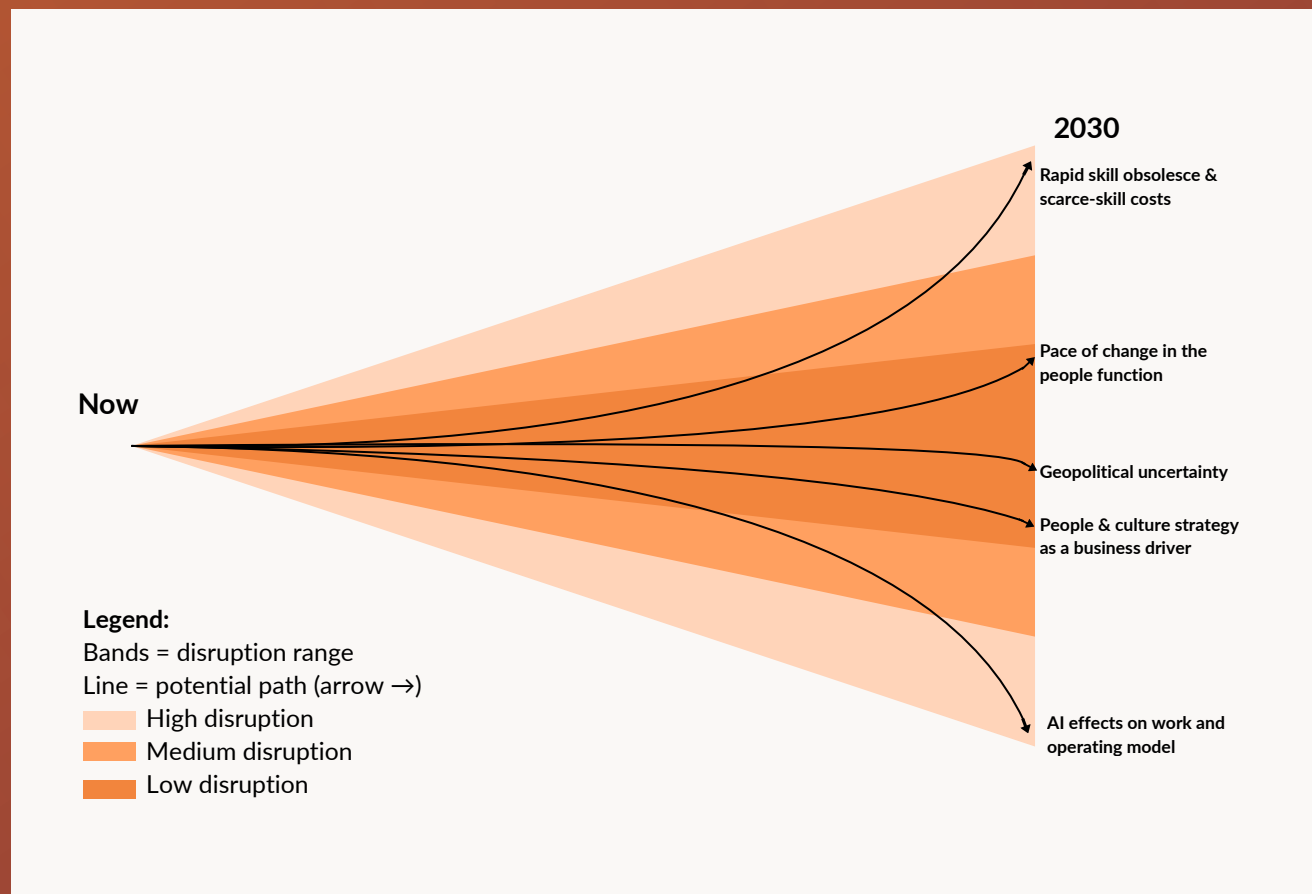 2030
Rapid skill obsolesce &
scarce-skill costs
Pace of change in the
people function
Now
Geopolitical uncertainty
People & culture strategy
as a business driver
Legend:
Bands = disruption range
Line = potential path (arrow →)
High disruption
Medium disruption
Low disruption
AI effects on work and
operating model